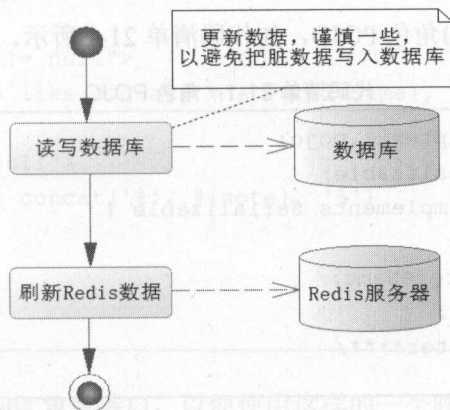 更新数据，谨慎一些，
以避免把脏数据写入数据库
读写数据库
数据库
刷新Redis数据
Redis服务器